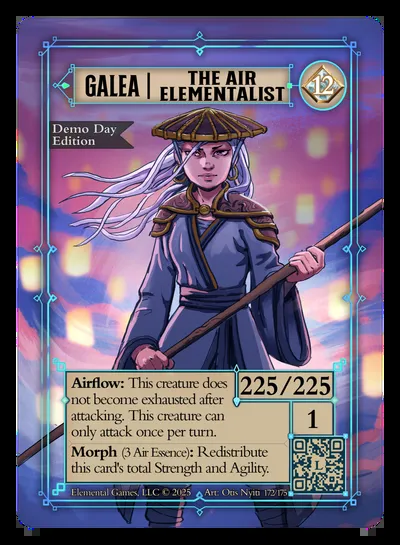 GALEA | THE AIR
ELEMENTALIST
12
Demo Day
Edition
Airflow: This creature does
not become exhausted after
attacking. This creature can
only attack once per turn.
225/225
1
Morph (3 Air Essence): Redistribute
this card's total Strength and Agility.
L
Elemental Games, LLC © 2025 Art: Otis Nyiti 172/175